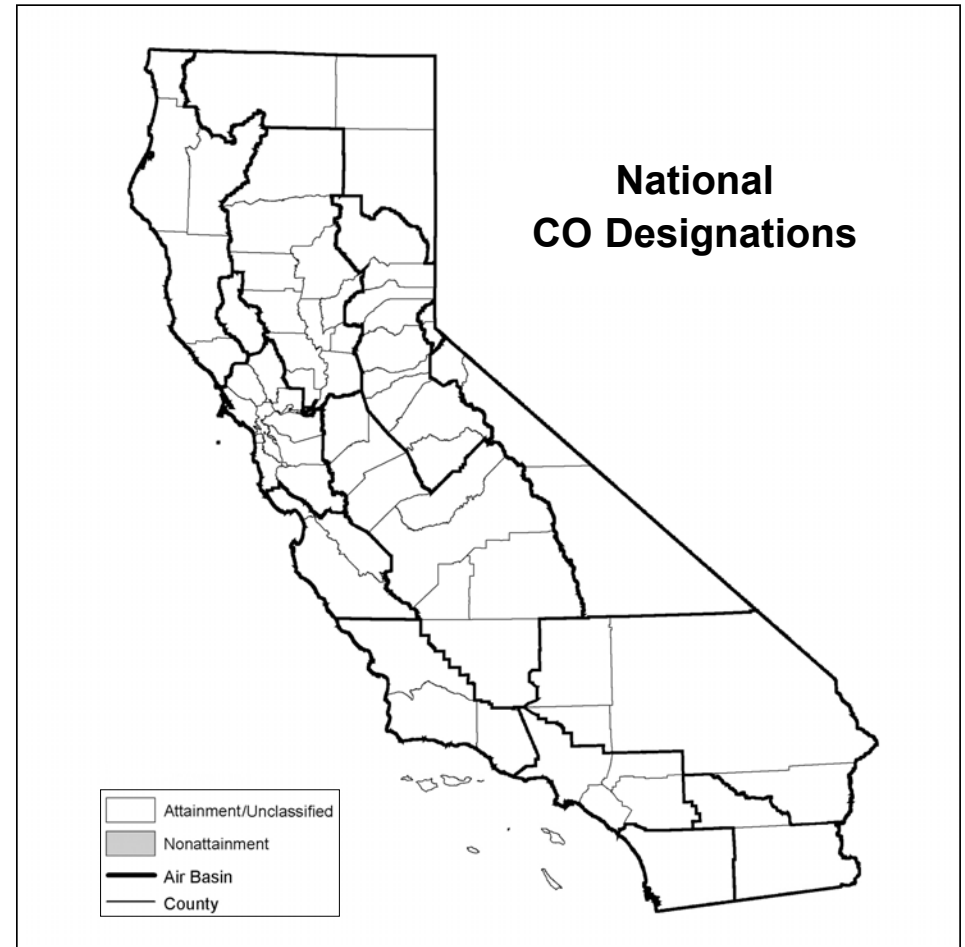 National
CO Designations
Attainment/Unclassified
Nonattainment
Air Basin
County